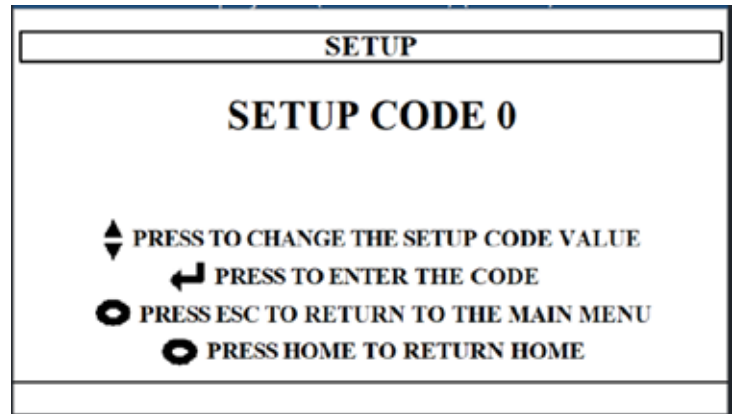 SETUP
SETUP CODE 0
PRESS TO CHANGE THE SETUP CODE VALUE
PRESS TO ENTER THE CODE
PRESS ESC TO RETURN TO THE MAIN MENU
PRESS HOME TO RETURN HOME